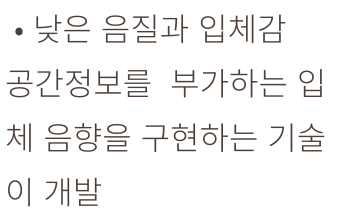 • 낮은 음질과 입체감
공간정보를  부가하는 입
체 음향을 구현하는 기술
이 개발